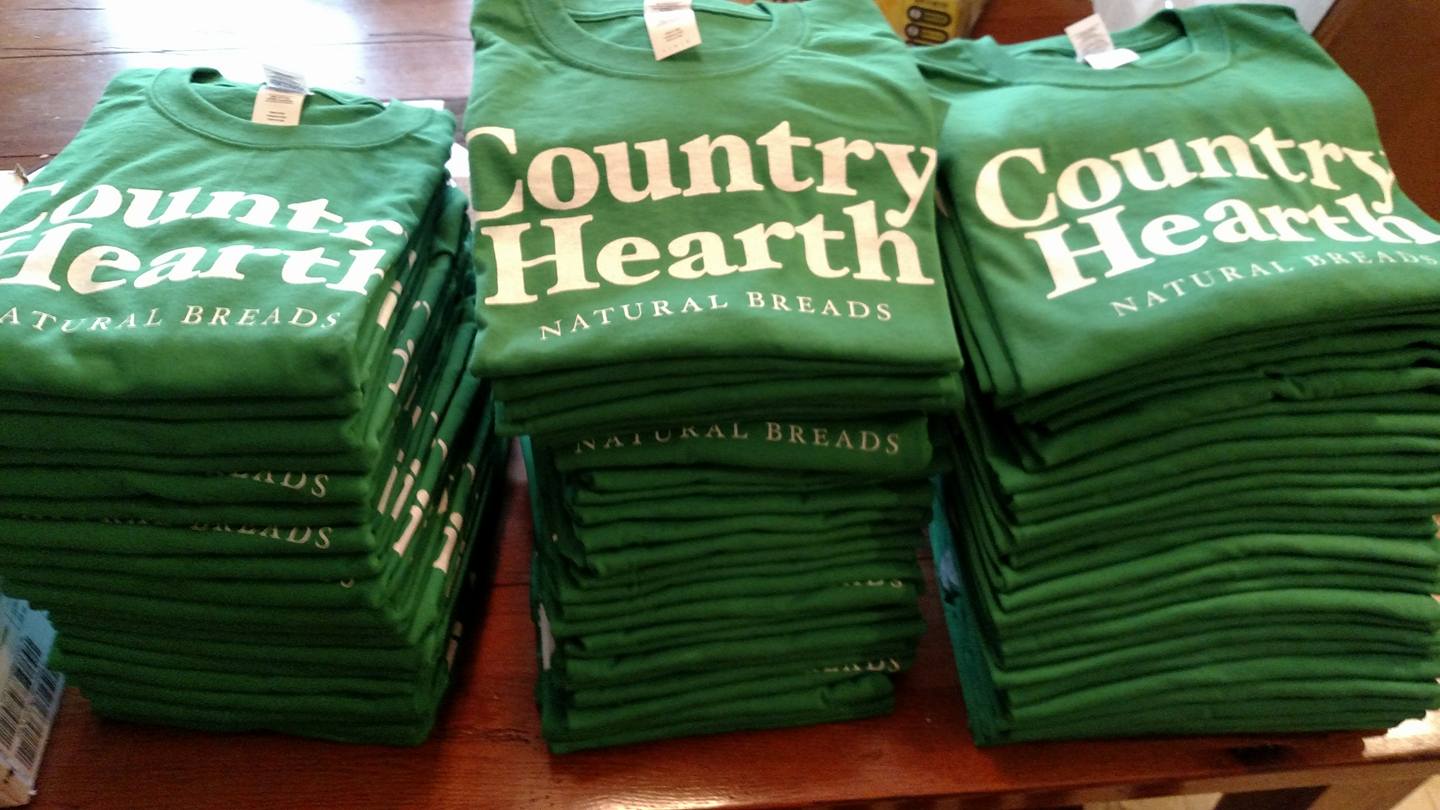 Countr
Hearth
NATURAL BREADS
Country
Hearth
NATURAL BREADS
Country
Hearth
NATURAL BREADS
EADS
BREADS
NATURAL BREADS
EADS